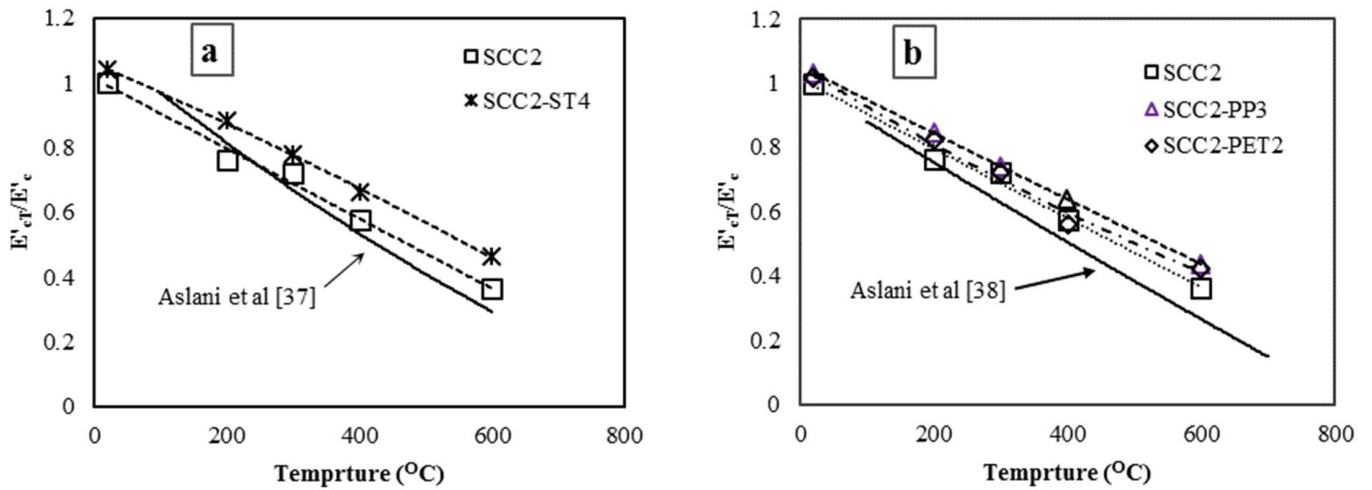 1.2
1
0.8
0.6
0.4
0.2
0
E'cT/E'c
a
SCC2
SCC2-ST4
Aslani et al [37]
0 200 400 600 800
Temprture (OC)
1.2
1
0.8
0.6
0.4
0.2
0
E'cT/E'c
b
SCC2
SCC2-PP3
SCC2-PET2
Aslani et al [38]
0 200 400 600 800
Temprture (OC)